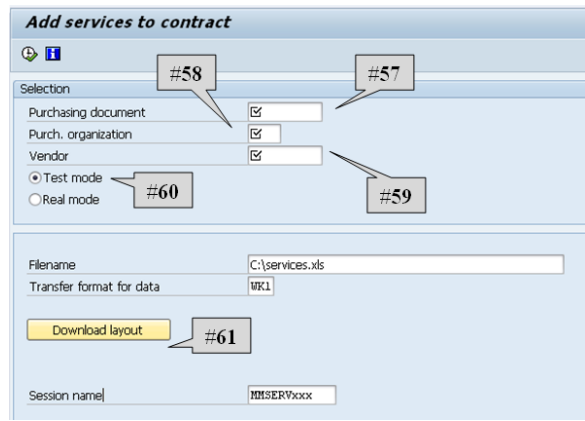 Add services to contract
#58
#57
Selection
Purchasing document
Purch. organization
Vendor
Test mode
#60
#59
Real mode
Filename C:\services.xls
Transfer format for data WK1
Download layout
#61
Session name MMSERVxxx